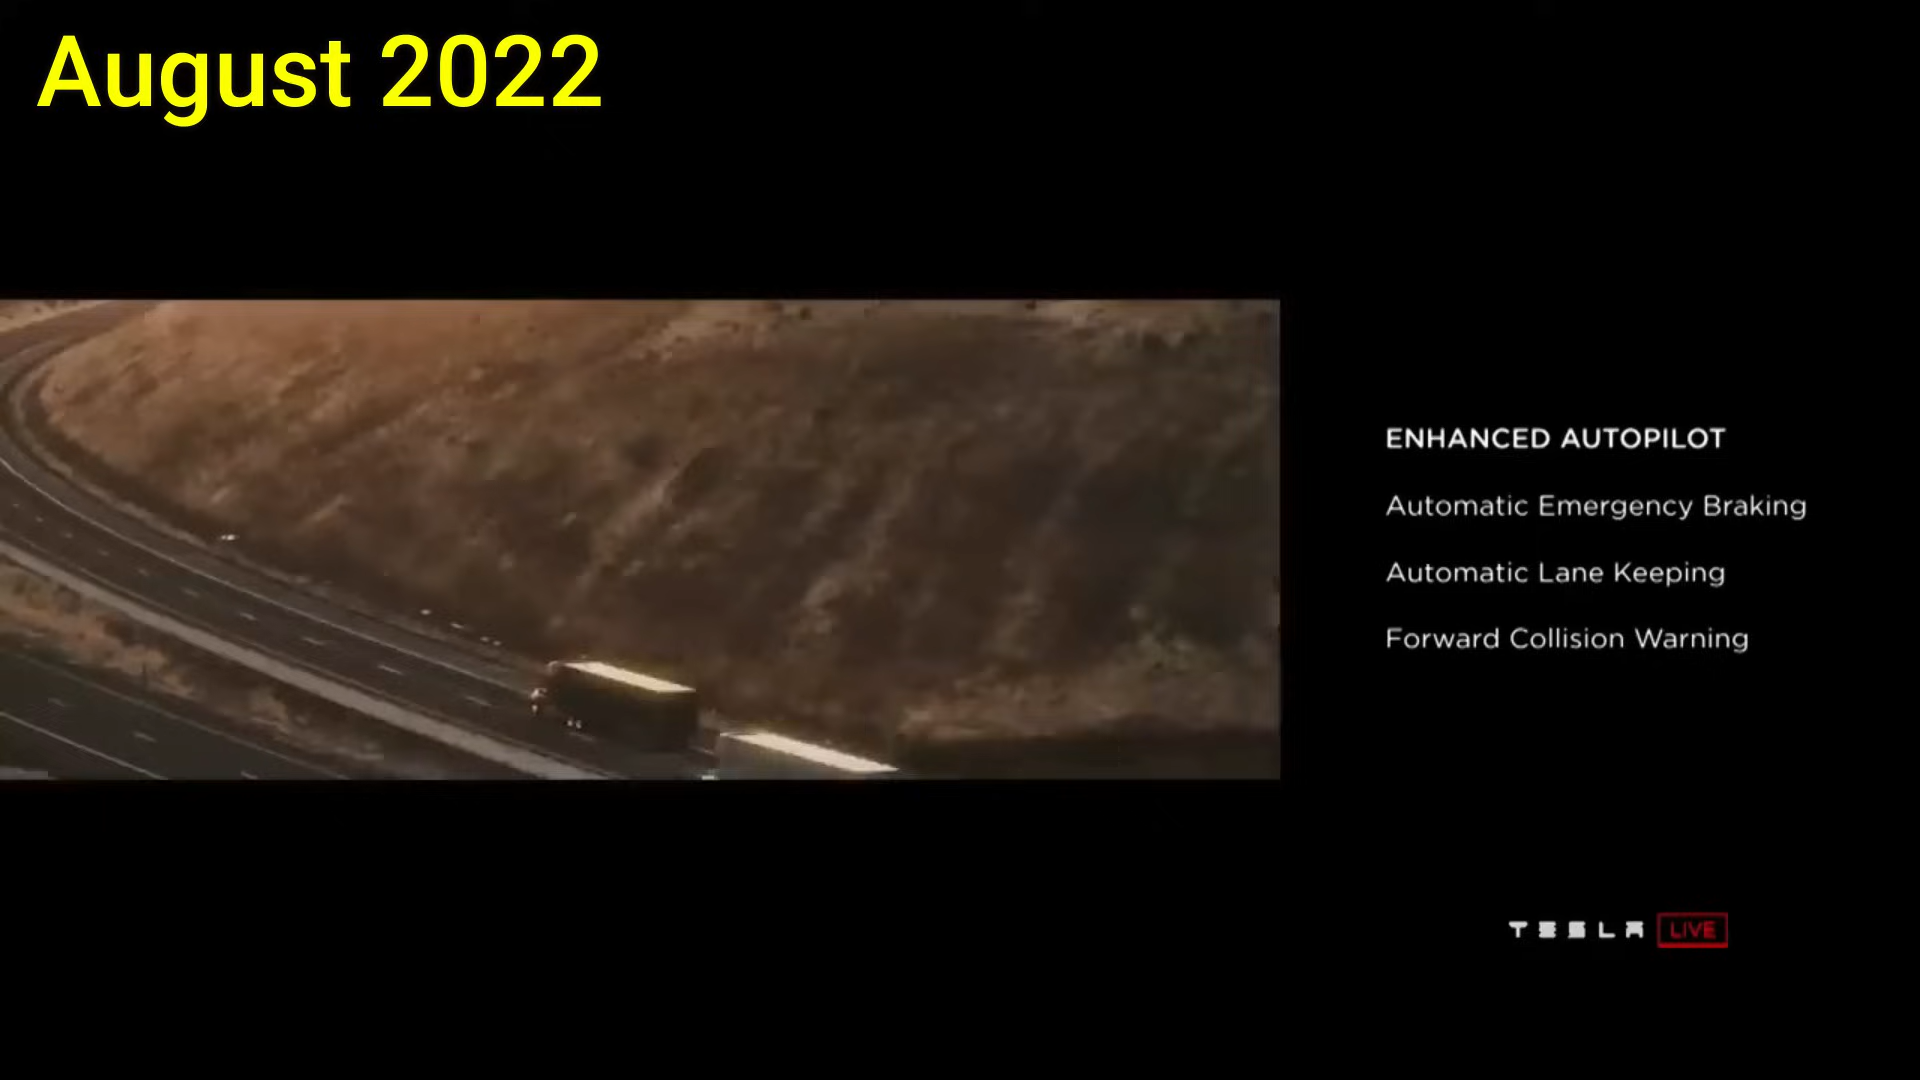 August 2022
ENHANCED AUTOPILOT
Automatic Emergency Braking
Automatic Lane Keeping
Forward Collision Warning
TESLA LIVE